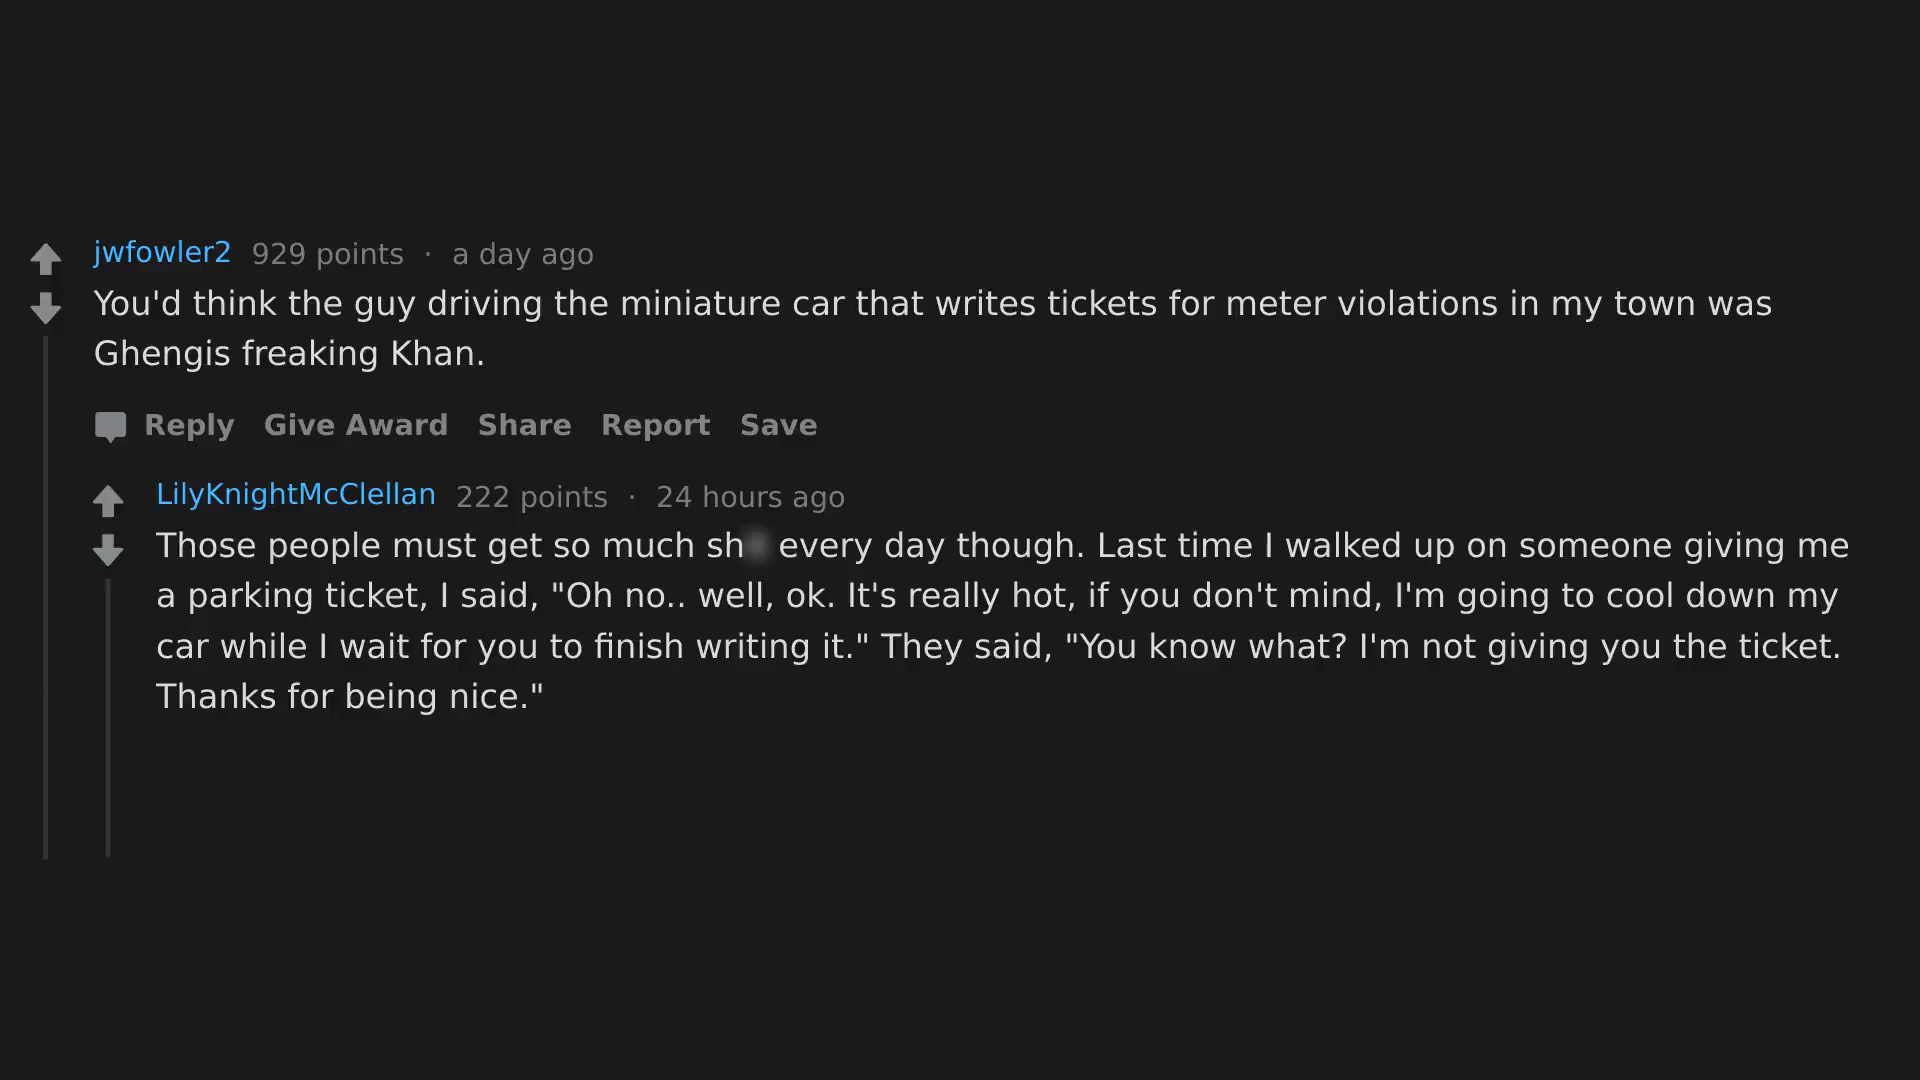 jwfowler2 929 points · a day ago
You'd think the guy driving the miniature car that writes tickets for meter violations in my town was
Ghengis freaking Khan.
Reply Give Award Share Report Save
LilyKnightMcClellan 222 points · 24 hours ago
Those people must get so much sh every day though. Last time I walked up on someone giving me
a parking ticket, I said, "Oh no.. well, ok. It's really hot, if you don't mind, I'm going to cool down my
car while I wait for you to finish writing it." They said, "You know what? I'm not giving you the ticket.
Thanks for being nice."